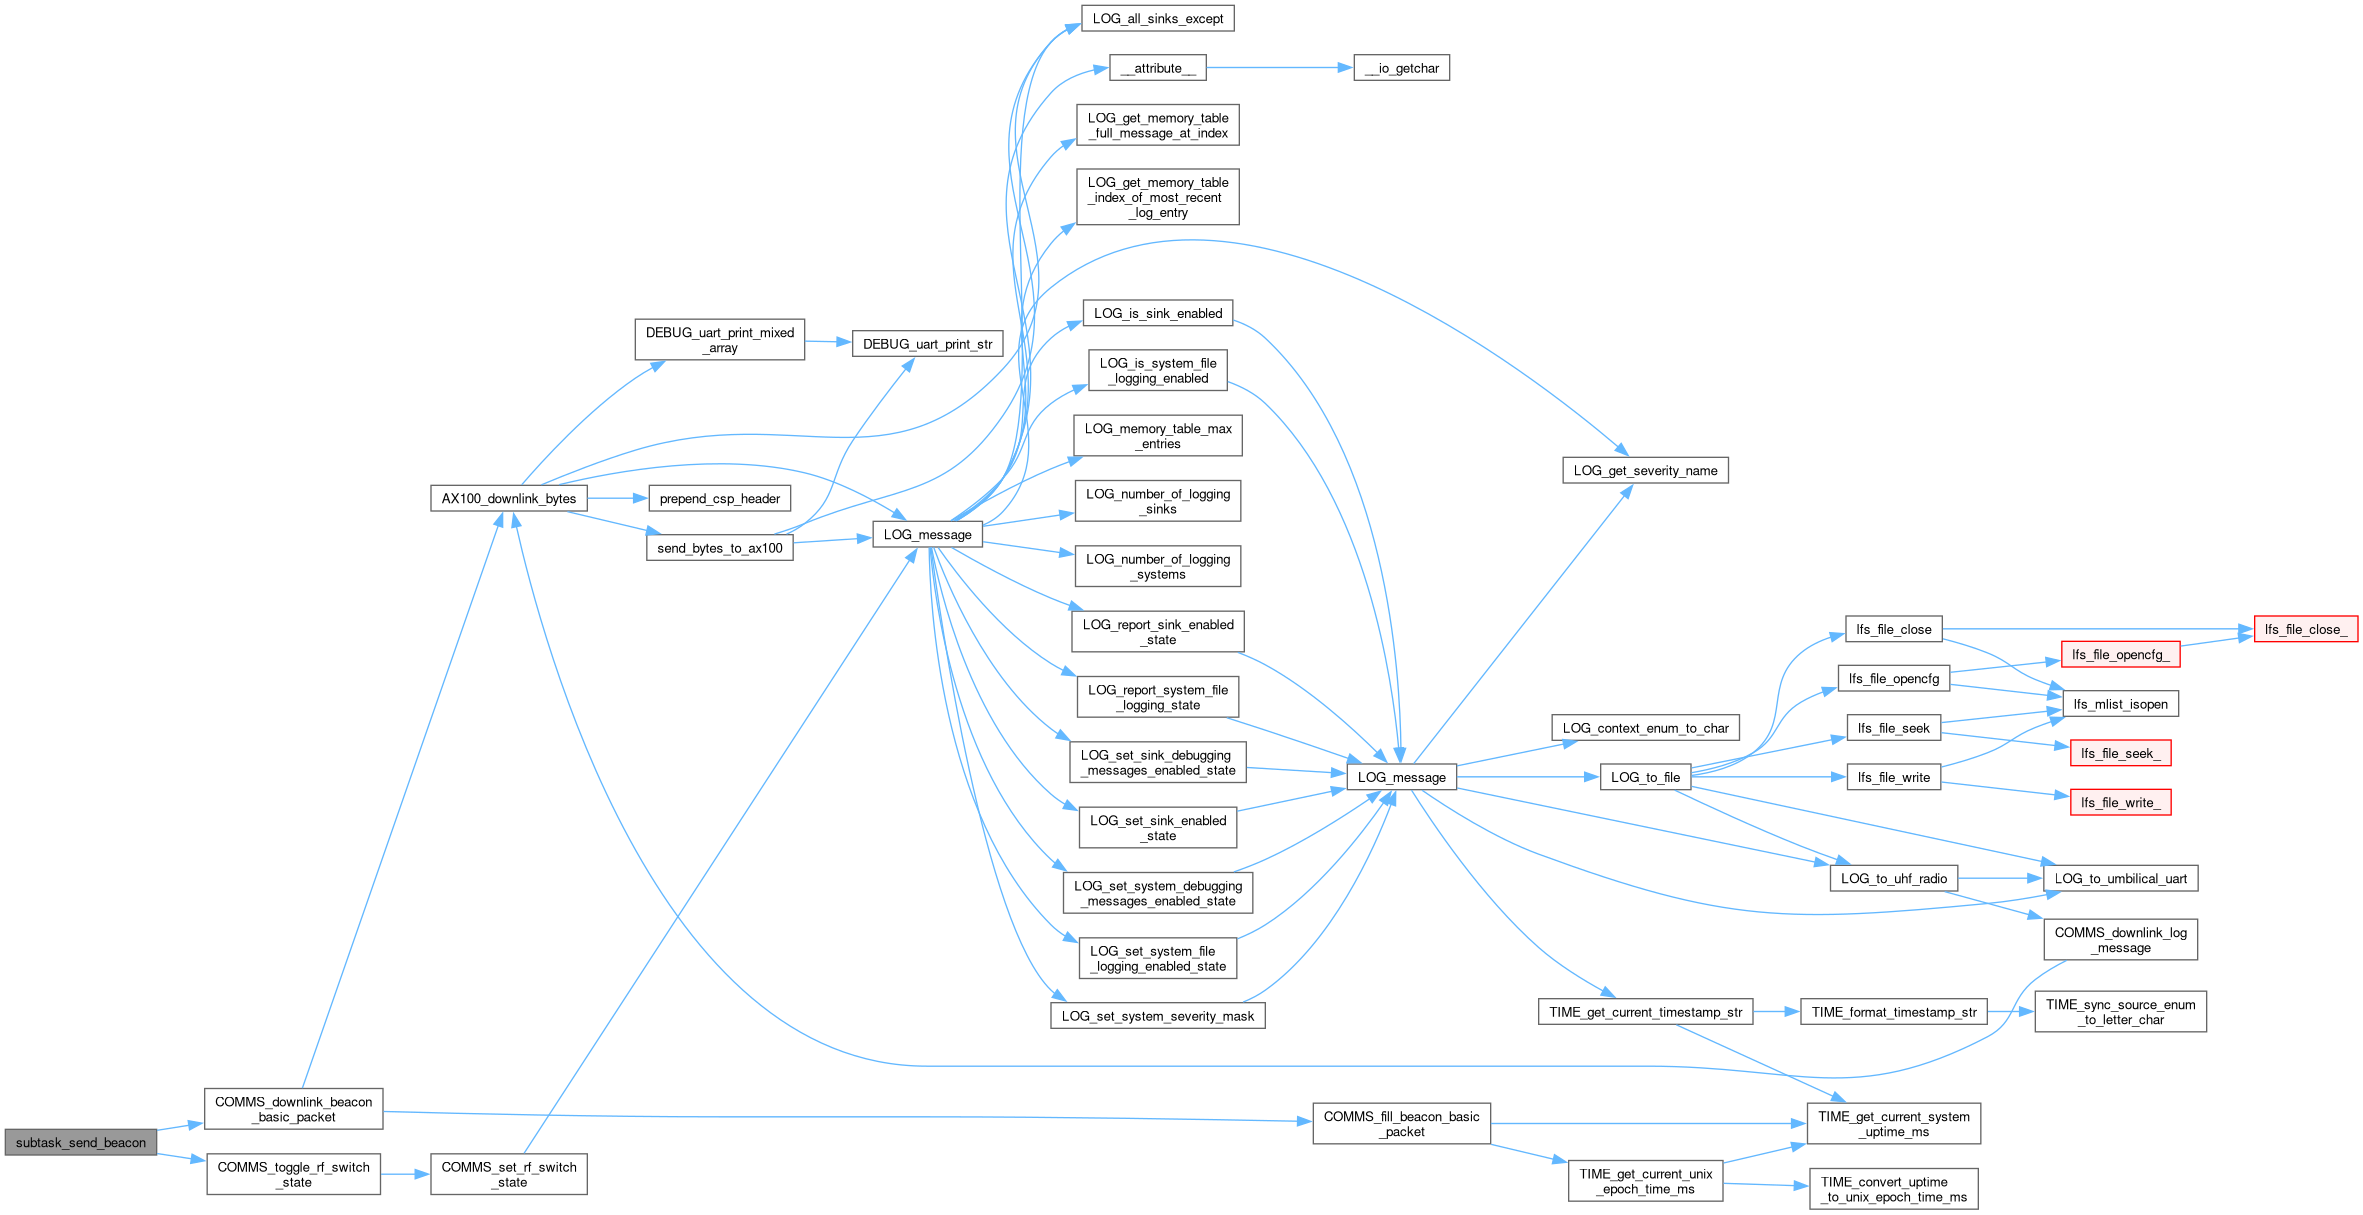 LOG_all_sinks_except
__attribute__
__io_getchar
LOG_get_memory_table
_full_message_at_index
LOG_get_memory_table
_index_of_most_recent
_log_entry
LOG_is_sink_enabled
DEBUG_uart_print_mixed
_array
DEBUG_uart_print_str
LOG_is_system_file
_logging_enabled
LOG_memory_table_max
_entries
LOG_get_severity_name
AX100_downlink_bytes
prepend_csp_header
LOG_number_of_logging
_sinks
send_bytes_to_ax100
LOG_message
LOG_number_of_logging
_systems
LOG_report_sink_enabled
_state
lfs_file_close
lfs_file_close_
lfs_file_opencfg_
lfs_file_opencfg
LOG_report_system_file
_logging_state
lfs_mlist_isopen
LOG_context_enum_to_char
lfs_file_seek
lfs_file_seek_
LOG_set_sink_debugging
_messages_enabled_state
LOG_message
LOG_to_file
lfs_file_write
lfs_file_write_
LOG_set_sink_enabled
_state
LOG_set_system_debugging
_messages_enabled_state
LOG_to_uhf_radio
LOG_to_umbilical_uart
COMMS_downlink_log
_message
LOG_set_system_file
_logging_enabled_state
LOG_set_system_severity_mask
TIME_get_current_timestamp_str
TIME_format_timestamp_str
TIME_sync_source_enum
_to_letter_char
COMMS_downlink_beacon
_basic_packet
COMMS_fill_beacon_basic
_packet
TIME_get_current_system
_uptime_ms
subtask_send_beacon
COMMS_toggle_rf_switch
_state
COMMS_set_rf_switch
_state
TIME_get_current_unix
_epoch_time_ms
TIME_convert_uptime
_to_unix_epoch_time_ms